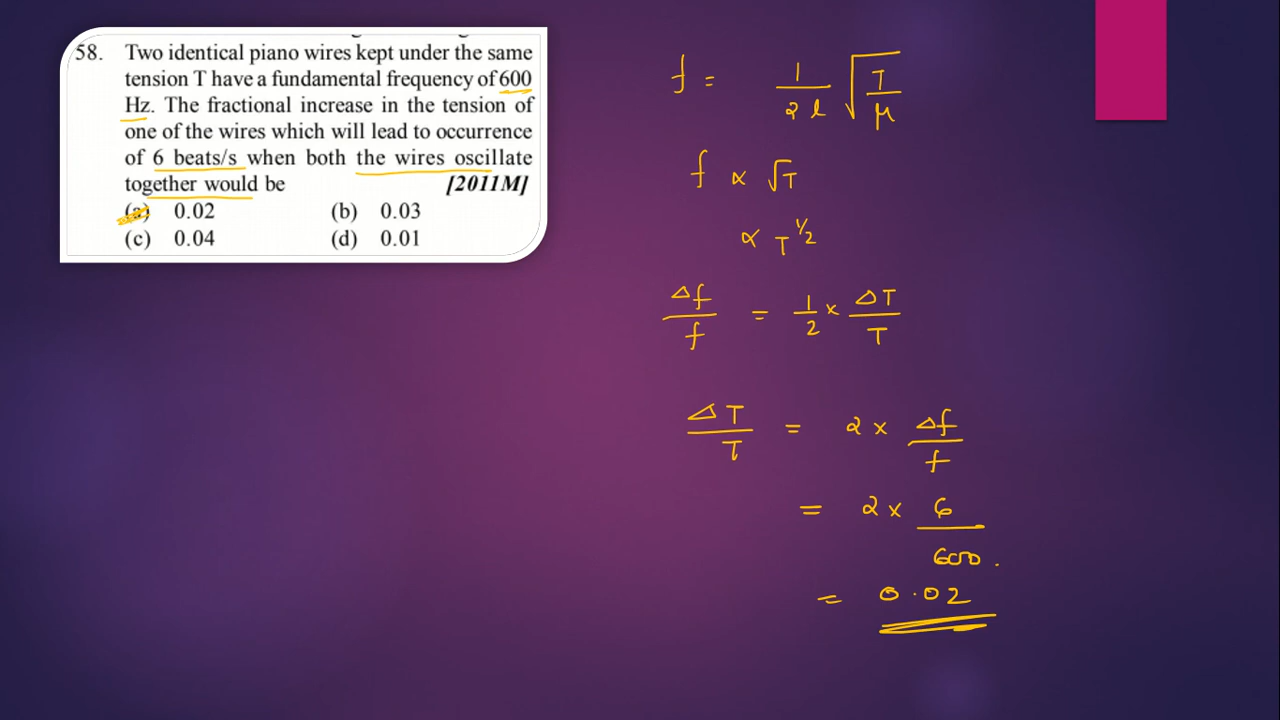 58. Two identical piano wires kept under the same
tension T have a fundamental frequency of 600
Hz. The fractional increase in the tension of
one of the wires which will lead to occurrence
of 6 beats/s when both the wires oscillate
together would be [2011M]
(a) 0.02 (b) 0.03
(c) 0.04 (d) 0.01
f = 1/2l √T/μ
f ∝ √T
∝ T^1/2
Δf/f = 1/2 × ΔT/T
ΔT/T = 2 × Δf/f
= 2 × 6/600.
= 0.02